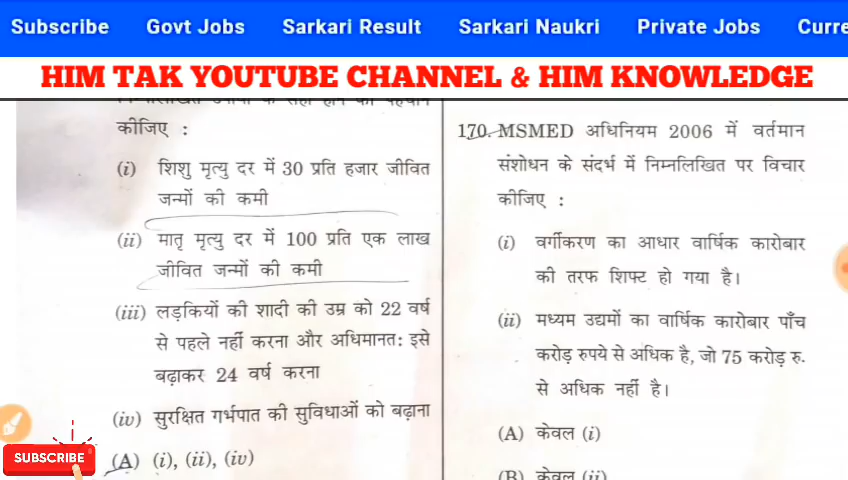 Subscribe Govt Jobs Sarkari Result Sarkari Naukri Private Jobs Curre
HIM TAK YOUTUBE CHANNEL & HIM KNOWLEDGE
कीजिए :
(i) शिशु मृत्यु दर में 30 प्रति हजार जीवित
जन्मों की कमी
(ii) मातृ मृत्यु दर में 100 प्रति एक लाख
जीवित जन्मों की कमी
(iii) लड़कियों की शादी की उम्र को 22 वर्ष
से पहले नहीं करना और अधिमानत: इसे
बढ़ाकर 24 वर्ष करना
(iv) सुरक्षित गर्भपात की सुविधाओं को बढ़ाना
(A) (i), (ii), (iv)
170. MSMED अधिनियम 2006 में वर्तमान
संशोधन के संदर्भ में निम्नलिखित पर विचार
कीजिए :
(i) वर्गीकरण का आधार वार्षिक कारोबार
की तरफ शिफ्ट हो गया है।
(ii) मध्यम उद्यमों का वार्षिक कारोबार पाँच
करोड़ रुपये से अधिक है, जो 75 करोड़ रु.
से अधिक नहीं है।
(A) केवल (i)
(B) केवल (ii)
SUBSCRIBE